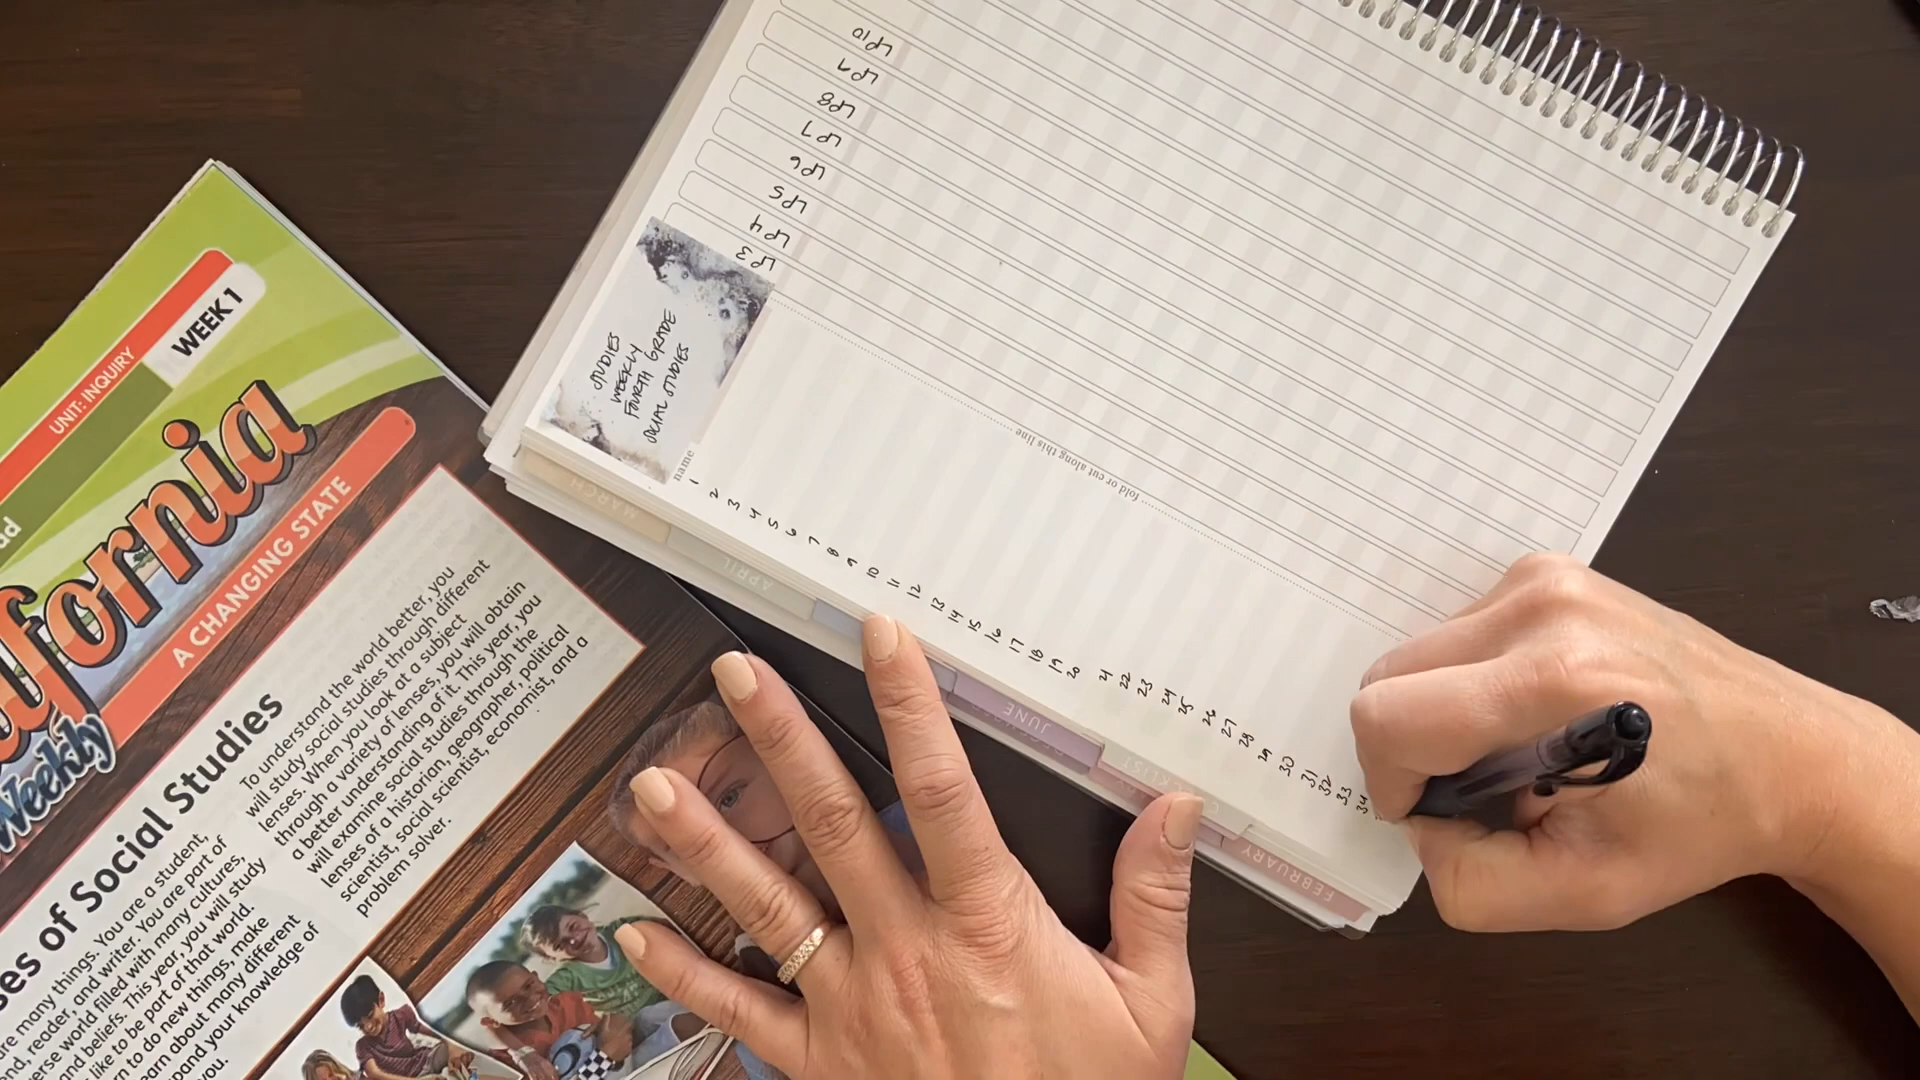 WEEK 1
UNIT: INQUIRY
A CHANGING STATE
Weekly
of Social Studies
To understand the world better, you
will study social studies through different
lenses. When you look at a subject
through a variety of lenses, you will obtain
a better understanding of it. This year, you
will examine social studies through the
lenses of a historian, geographer, political
scientist, social scientist, economist, and a
problem solver.
many things. You are a student,
reader, and writer. You are part of
world filled with many cultures,
and beliefs. This year, you will study
like to be part of that world.
to do new things, make
about many different
your knowledge of
you.
LP10
LP9
LP8
LP7
LP6
LP5
LP4
LP3
STUDIES
WEEKLY
FOURTH GRADE
SOCIAL STUDIES
name
fold or cut along this line
1
2
3
4
5
6
7
8
9
10
11
12
13
14
15
16
17
18
19
20
21
22
23
24
25
26
27
28
29
30
31
32
33
34
MARCH
APRIL
JUNE
FEBRUARY